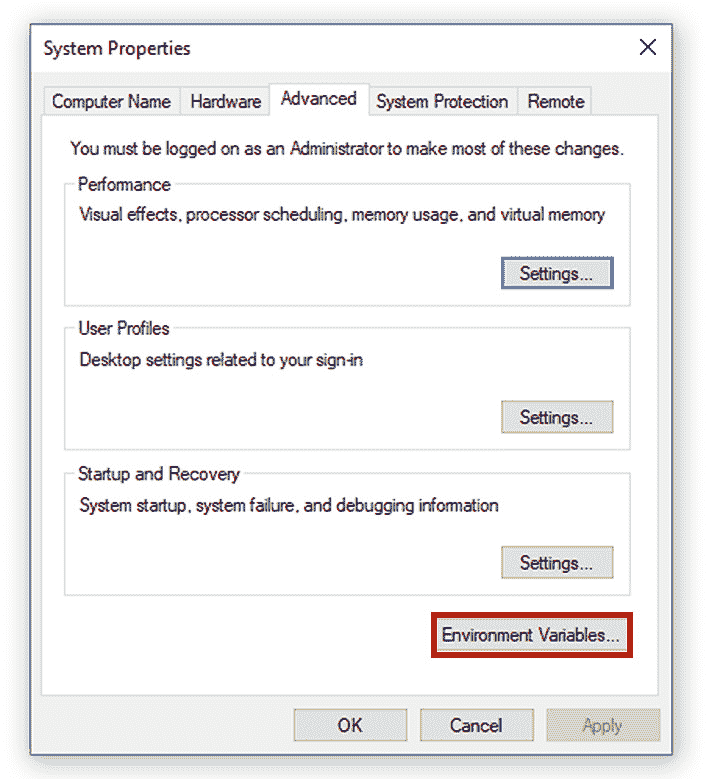 System Properties
Computer Name
Hardware
Advanced
System Protection
Remote
You must be logged on as an Administrator to make most of these changes.
Performance
Visual effects, processor scheduling, memory usage, and virtual memory
Settings...
User Profiles
Desktop settings related to your sign-in
Settings...
Startup and Recovery
System startup, system failure, and debugging information
Settings...
Environment Variables...
OK
Cancel
Apply